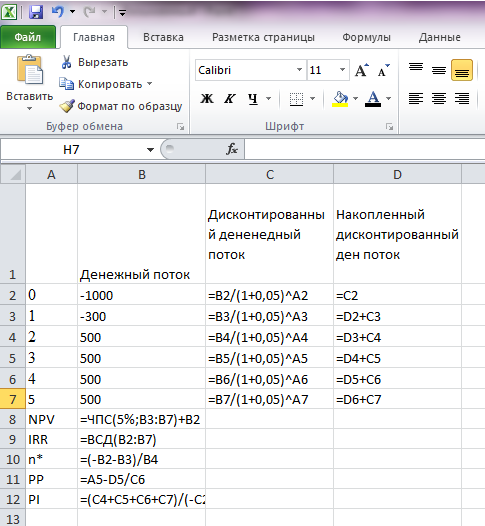 Файл Главная Вставка Разметка страницы Формулы Данные
Вставить
Вырезать
Копировать
Формат по образцу
Буфер обмена
Calibri 11 A A
Ж К Ч А
Шрифт
H7 fx
A B C D
1 Денежный поток Дисконтированны
й дененедный
поток Накопленный
дисконтированный
ден поток
2 0 -1000 =B2/(1+0,05)^A2 =C2
3 1 -300 =B3/(1+0,05)^A3 =D2+C3
4 2 500 =B4/(1+0,05)^A4 =D3+C4
5 3 500 =B5/(1+0,05)^A5 =D4+C5
6 4 500 =B6/(1+0,05)^A6 =D5+C6
7 5 500 =B7/(1+0,05)^A7 =D6+C7
8 NPV =ЧПС(5%;B3:B7)+B2
9 IRR =ВСД(B2:B7)
10 n* =(-B2-B3)/B4
11 PP =A5-D5/C6
12 PI =(C4+C5+C6+C7)/(-C2
13